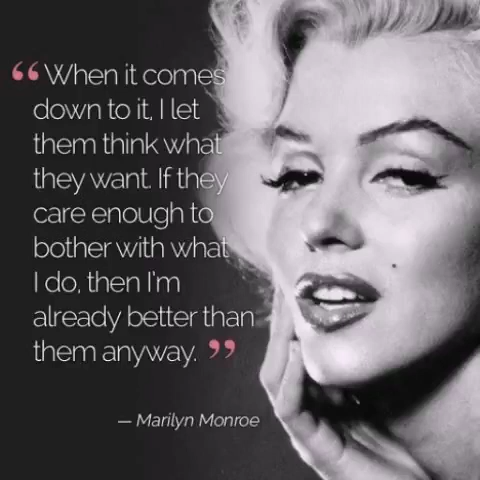 “When it comes
down to it, I let
them think what
they want. If they
care enough to
bother with what
I do, then I'm
already better than
them anyway. ”
— Marilyn Monroe